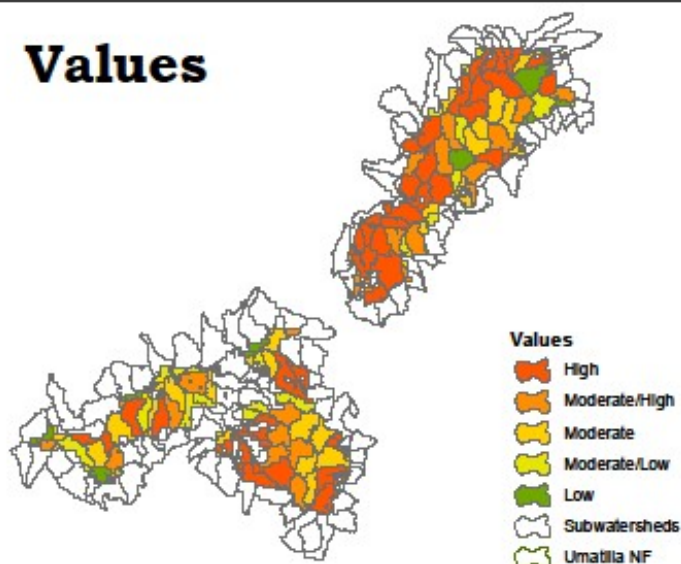 Values
Values
High
Moderate/High
Moderate
Moderate/Low
Low
Subwatersheds
Umatilla NF